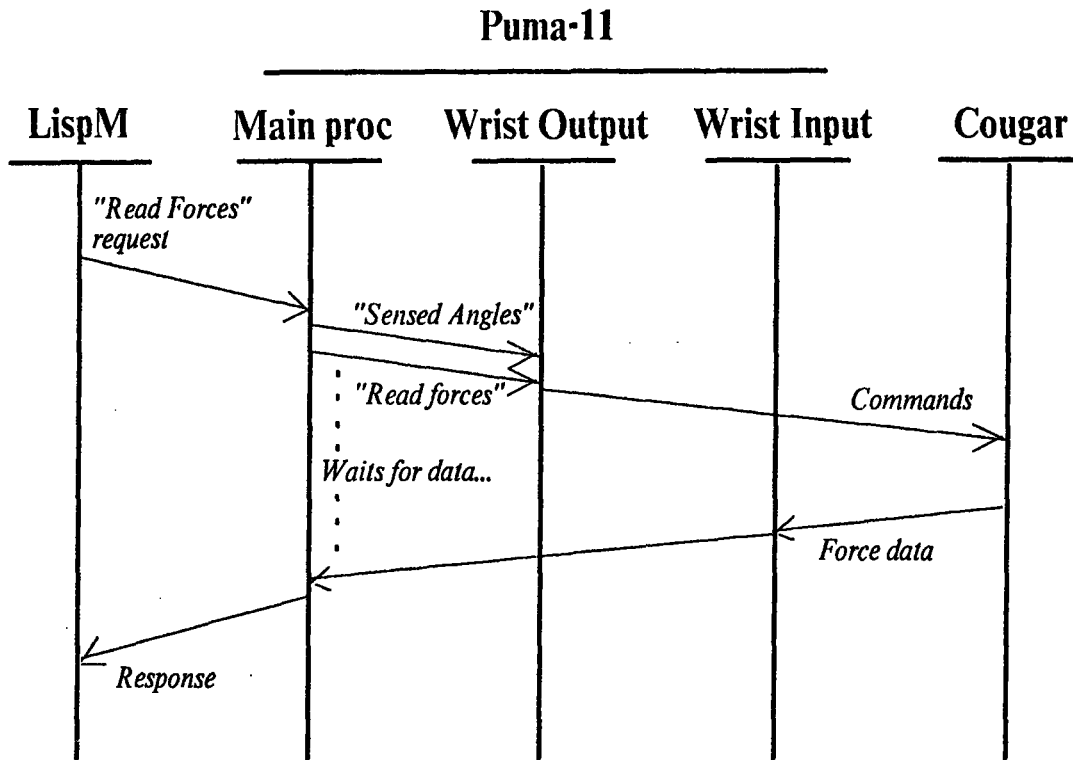 Puma-11
LispM
Main proc
Wrist Output
Wrist Input
Cougar
"Read Forces"
request
"Sensed Angles"
"Read forces"
Commands
Waits for data...
Force data
Response